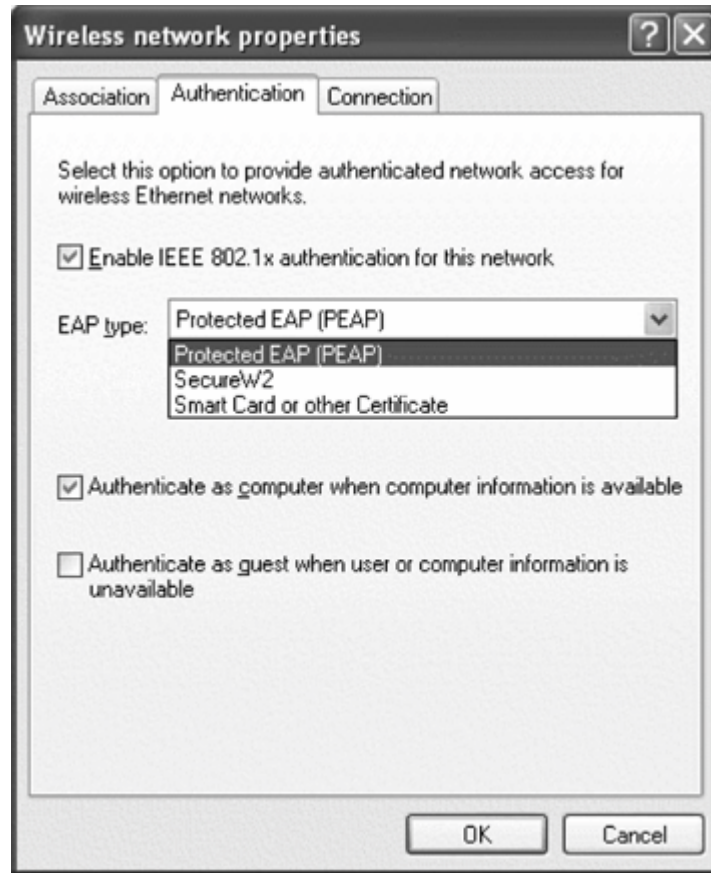 Wireless network properties
Association Authentication Connection
Select this option to provide authenticated network access for
wireless Ethernet networks.
Enable IEEE 802.1x authentication for this network
EAP type: Protected EAP (PEAP)
Protected EAP (PEAP)
SecureW2
Smart Card or other Certificate
Authenticate as computer when computer information is available
Authenticate as guest when user or computer information is
unavailable
OK Cancel